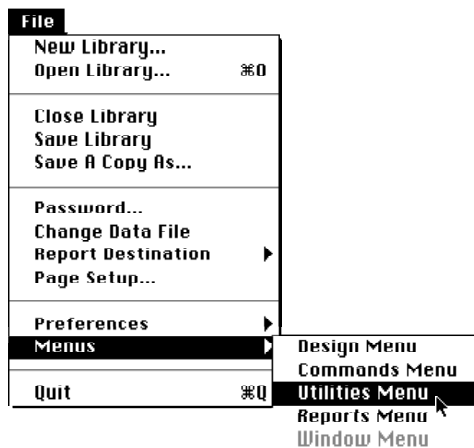 File
New Library...
Open Library... ⌘O
Close Library
Save Library
Save A Copy As...
Password...
Change Data File
Report Destination
Page Setup...
Preferences
Menus
Quit ⌘Q
Design Menu
Commands Menu
Utilities Menu
Reports Menu
Window Menu